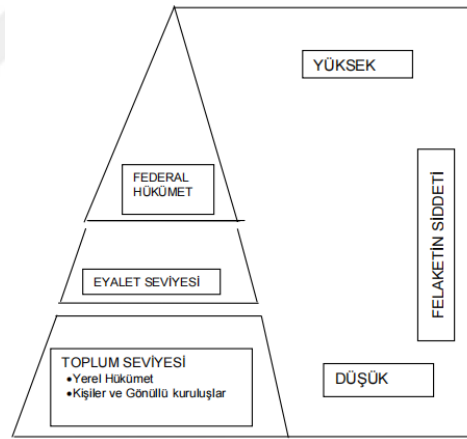 YÜKSEK
FEDERAL
HÜKÜMET
FELAKETİN SİDDETİ
EYALET SEVİYESİ
TOPLUM SEVİYESİ
•Yerel Hükümet
•Kişiler ve Gönüllü kuruluşlar
DÜŞÜK